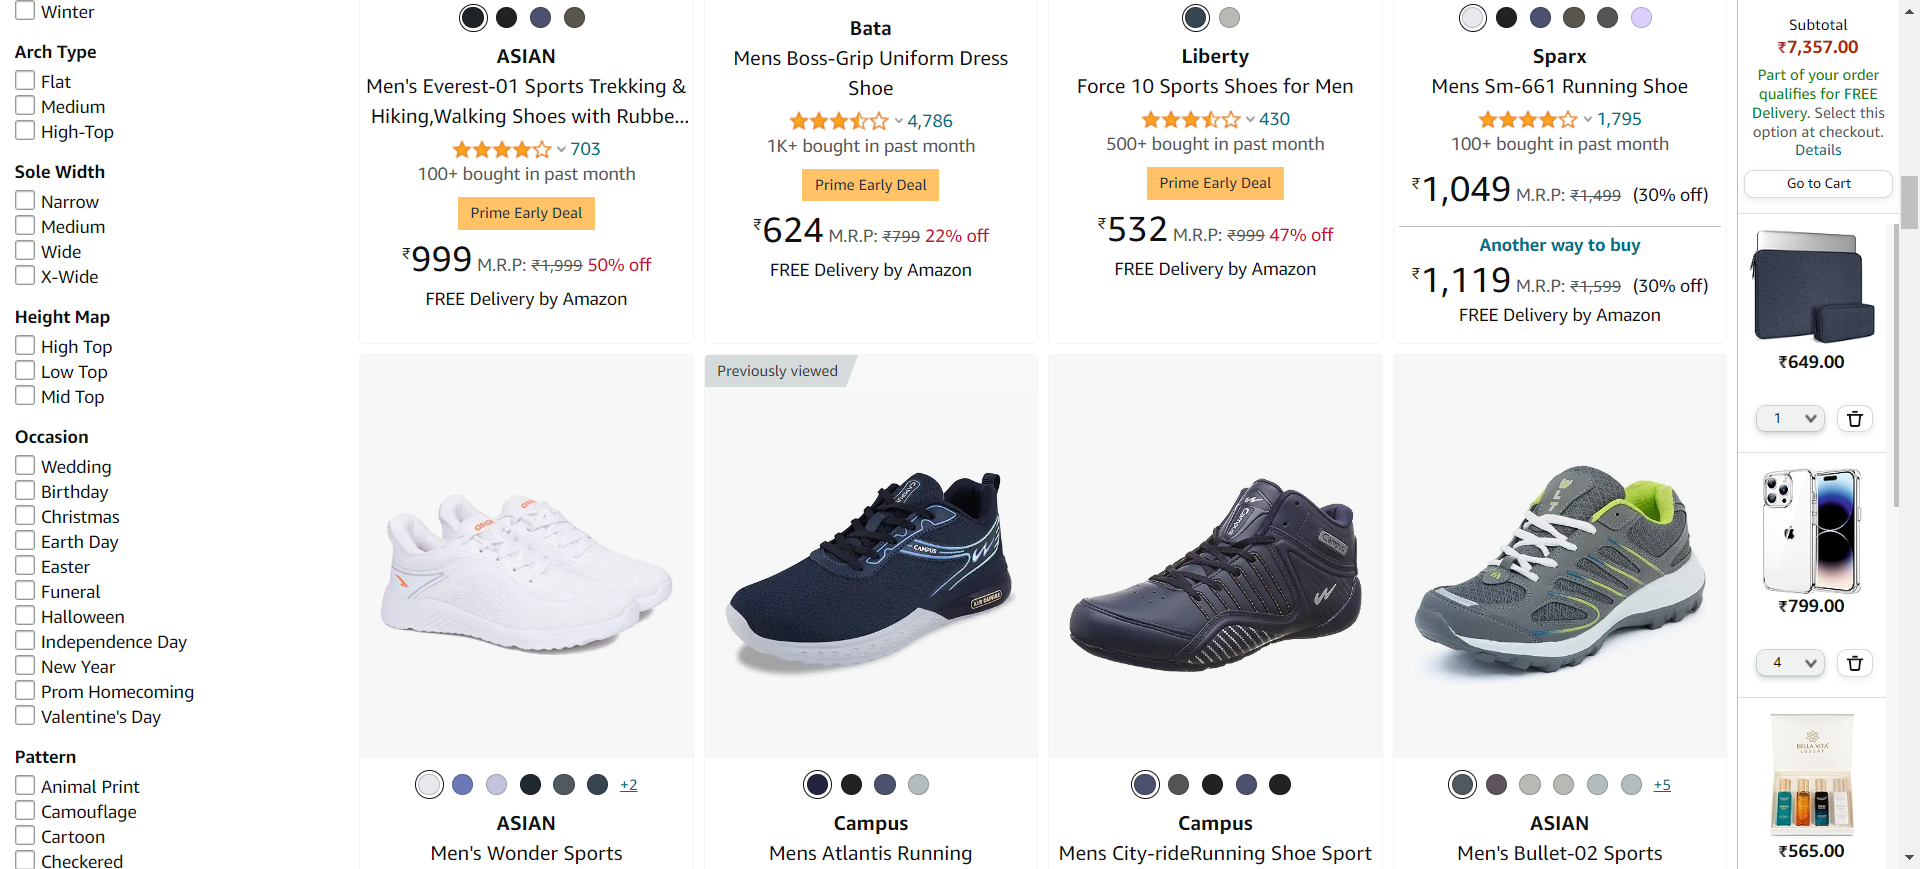 Winter
Arch Type
Flat
Medium
High-Top
Sole Width
Narrow
Medium
Wide
X-Wide
Height Map
High Top
Low Top
Mid Top
Occasion
Wedding
Birthday
Christmas
Earth Day
Easter
Funeral
Halloween
Independence Day
New Year
Prom Homecoming
Valentine's Day
Pattern
Animal Print
Camouflage
Cartoon
Checkered
ASIAN
Men's Everest-01 Sports Trekking &
Hiking,Walking Shoes with Rubbe...
703
100+ bought in past month
Prime Early Deal
₹999 M.R.P: ₹1,999 50% off
FREE Delivery by Amazon
Bata
Mens Boss-Grip Uniform Dress
Shoe
4,786
1K+ bought in past month
Prime Early Deal
₹624 M.R.P: ₹799 22% off
FREE Delivery by Amazon
Liberty
Force 10 Sports Shoes for Men
430
500+ bought in past month
Prime Early Deal
₹532 M.R.P: ₹999 47% off
FREE Delivery by Amazon
Sparx
Mens Sm-661 Running Shoe
1,795
100+ bought in past month
₹1,049 M.R.P: ₹1,499 (30% off)
Another way to buy
₹1,119 M.R.P: ₹1,599 (30% off)
FREE Delivery by Amazon
asian
+2
ASIAN
Men's Wonder Sports
Previously viewed
CAMPUS
CAMPUS
AIR CAPSULE
Campus
Mens Atlantis Running
Campus
Campus
Campus
Mens City-rideRunning Shoe Sport
+5
ASIAN
Men's Bullet-02 Sports
Subtotal
₹7,357.00
Part of your order
qualifies for FREE
Delivery. Select this
option at checkout.
Details
Go to Cart
₹649.00
1
₹799.00
4
BELLA VITA
LUXURY
₹565.00